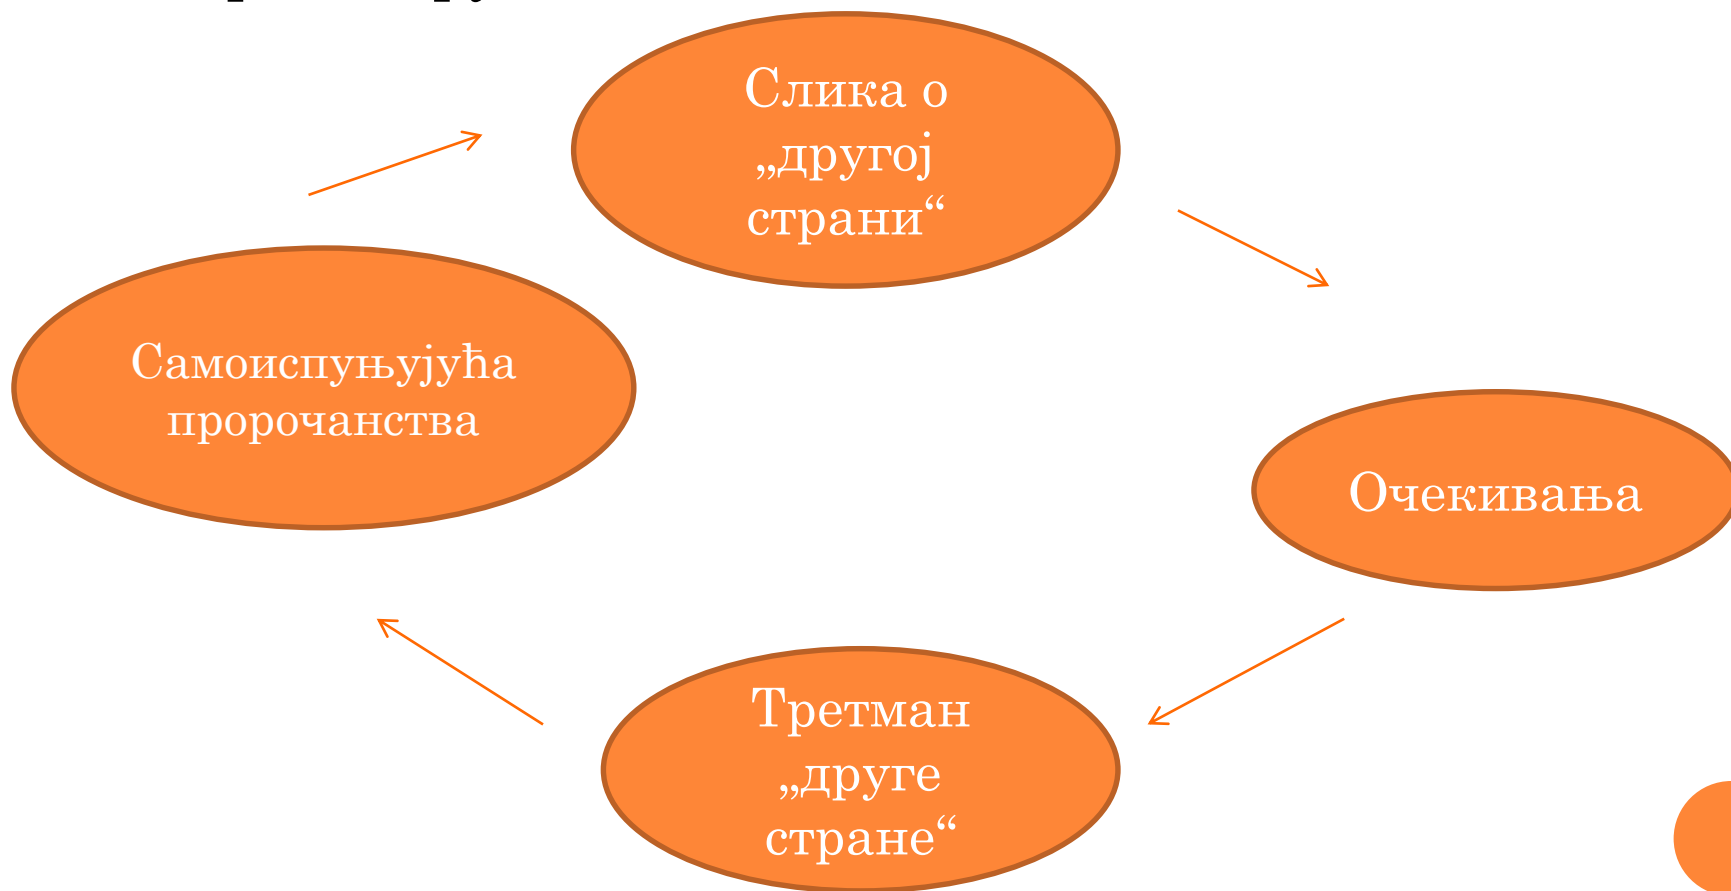 Слика о
„другој
страни“
Самоиспуњујућа
пророчанства
Очекивања
Третман
„друге
стране“